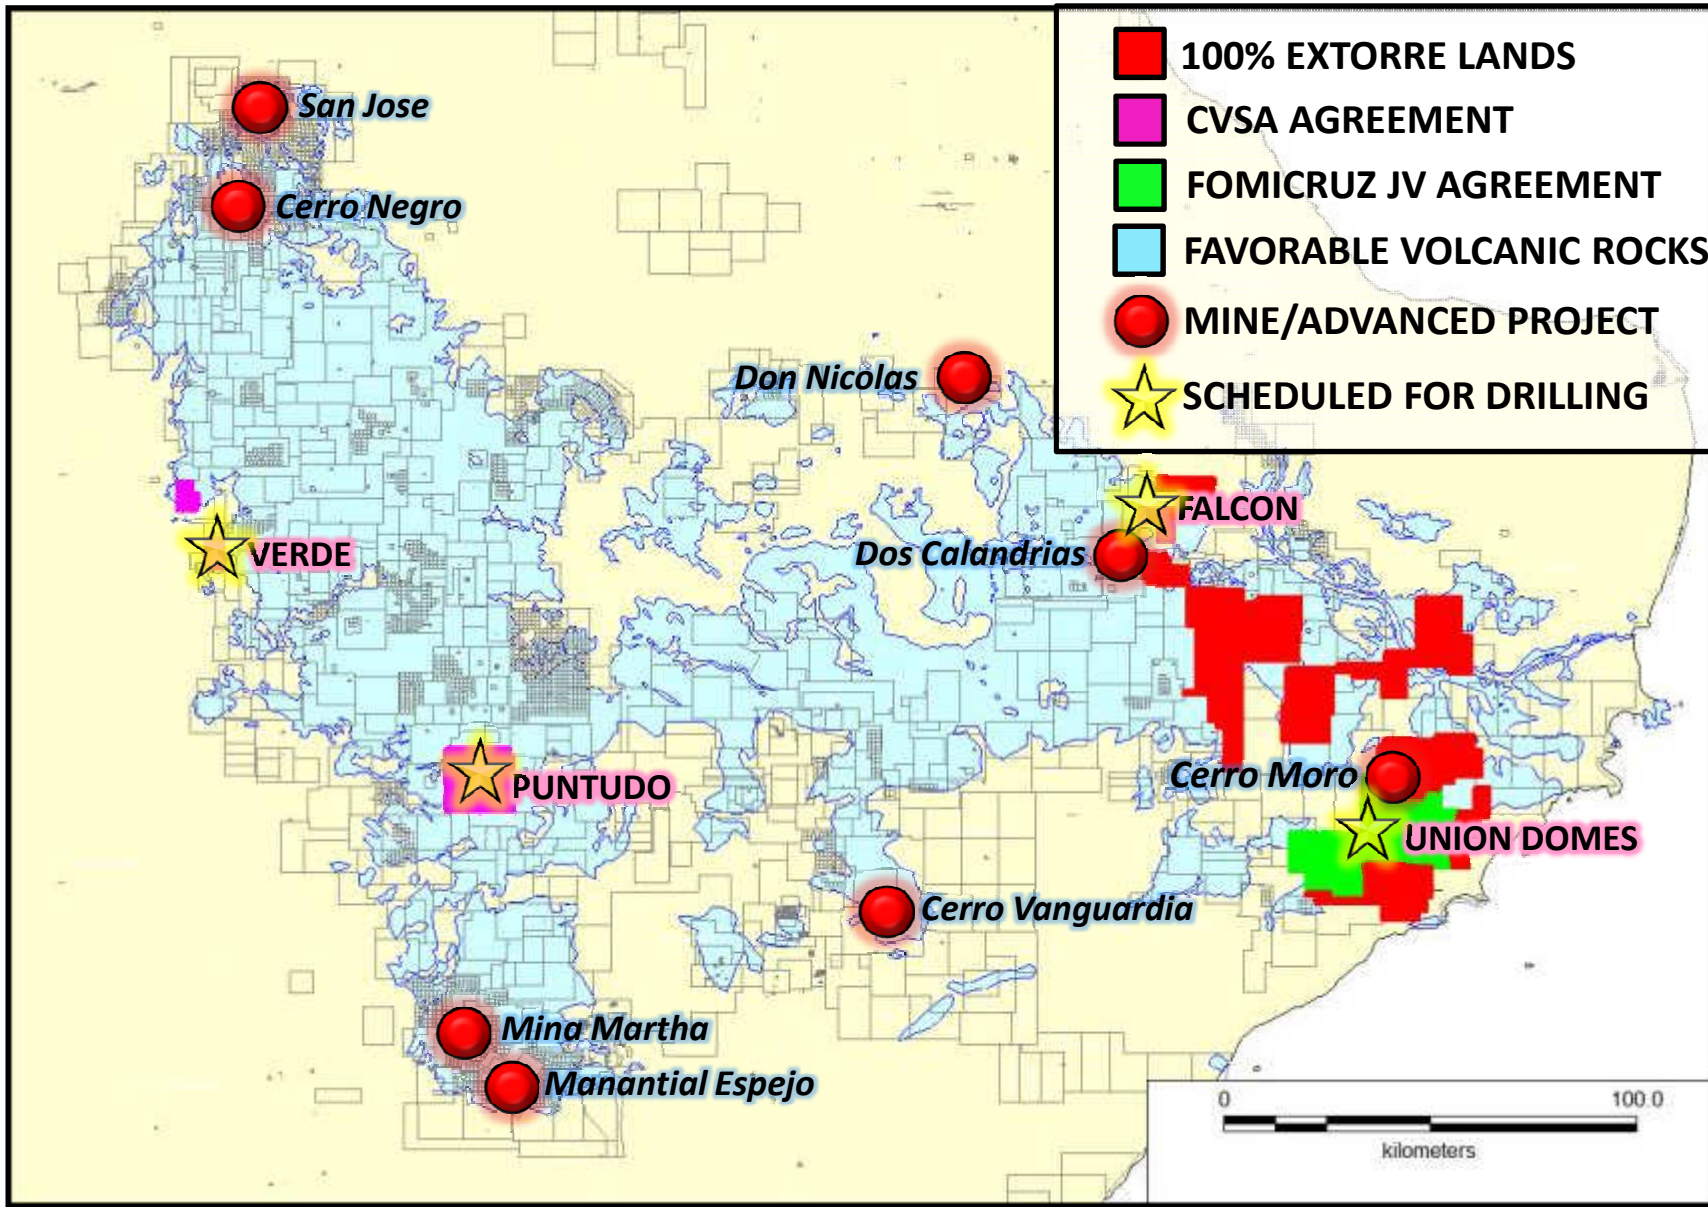 100% EXTORRE LANDS
CVSA AGREEMENT
FOMICRUZ JV AGREEMENT
FAVORABLE VOLCANIC ROCKS
MINE/ADVANCED PROJECT
SCHEDULED FOR DRILLING
San Jose
Cerro Negro
Don Nicolas
FALCON
VERDE
Dos Calandrias
Cerro Moro
PUNTUDO
UNION DOMES
Cerro Vanguardia
Mina Martha
Manantial Espejo
0 100.0
kilometers